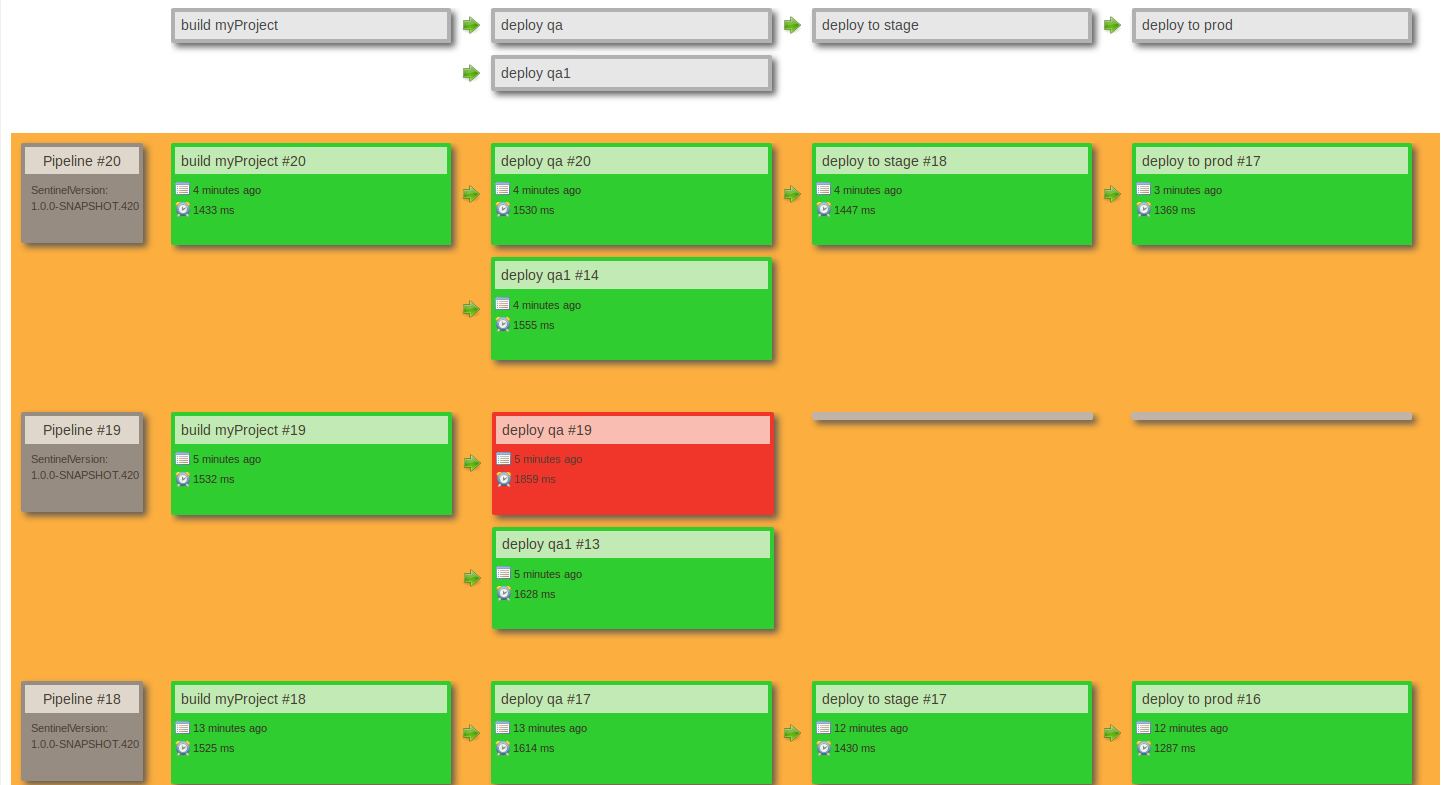 build myProject
deploy qa
deploy to stage
deploy to prod
deploy qa1
Pipeline #20
SentinelVersion:
1.0.0-SNAPSHOT.420
build myProject #20
4 minutes ago
1433 ms
deploy qa #20
4 minutes ago
1530 ms
deploy to stage #18
4 minutes ago
1447 ms
deploy to prod #17
3 minutes ago
1369 ms
deploy qa1 #14
4 minutes ago
1555 ms
Pipeline #19
SentinelVersion:
1.0.0-SNAPSHOT.420
build myProject #19
5 minutes ago
1532 ms
deploy qa #19
5 minutes ago
1859 ms
deploy qa1 #13
5 minutes ago
1628 ms
Pipeline #18
SentinelVersion:
1.0.0-SNAPSHOT.420
build myProject #18
13 minutes ago
1525 ms
deploy qa #17
13 minutes ago
1614 ms
deploy to stage #17
12 minutes ago
1430 ms
deploy to prod #16
12 minutes ago
1287 ms